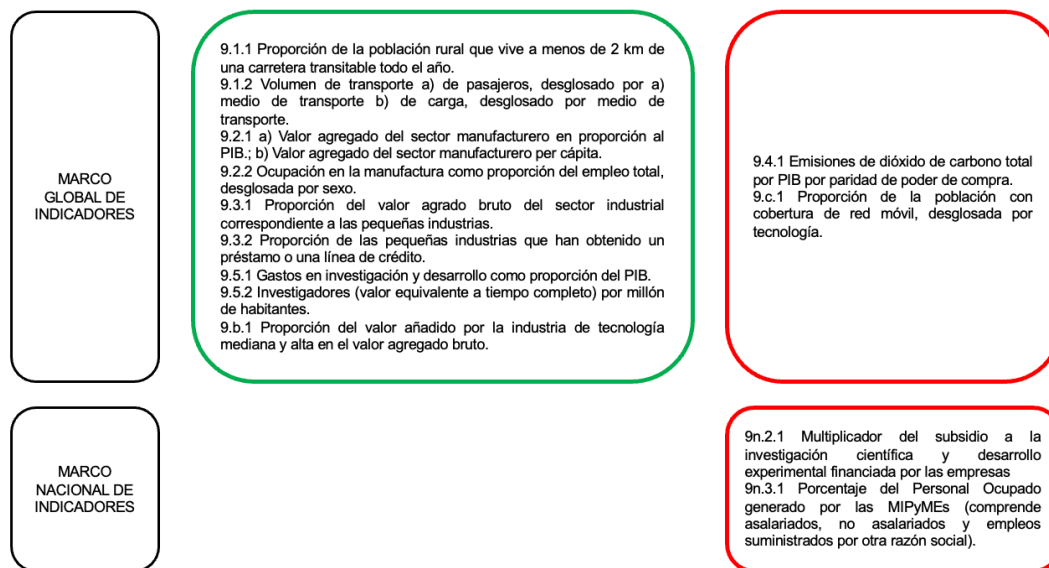 MARCO
GLOBAL DE
INDICADORES
9.1.1 Proporción de la población rural que vive a menos de 2 km de
una carretera transitable todo el año.
9.1.2 Volumen de transporte a) de pasajeros, desglosado por a)
medio de transporte b) de carga, desglosado por medio de
transporte.
9.2.1 a) Valor agregado del sector manufacturero en proporción al
PIB.; b) Valor agregado del sector manufacturero per cápita.
9.2.2 Ocupación en la manufactura como proporción del empleo total,
desglosada por sexo.
9.3.1 Proporción del valor agrado bruto del sector industrial
correspondiente a las pequeñas industrias.
9.3.2 Proporción de las pequeñas industrias que han obtenido un
préstamo o una línea de crédito.
9.5.1 Gastos en investigación y desarrollo como proporción del PIB.
9.5.2 Investigadores (valor equivalente a tiempo completo) por millón
de habitantes.
9.b.1 Proporción del valor añadido por la industria de tecnología
mediana y alta en el valor agregado bruto.
9.4.1 Emisiones de dióxido de carbono total
por PIB por paridad de poder de compra.
9.c.1 Proporción de la población con
cobertura de red móvil, desglosada por
tecnología.
MARCO
NACIONAL DE
INDICADORES
9n.2.1 Multiplicador del subsidio a la
investigación científica y desarrollo
experimental financiada por las empresas
9n.3.1 Porcentaje del Personal Ocupado
generado por las MIPyMEs (comprende
asalariados, no asalariados y empleos
suministrados por otra razón social).